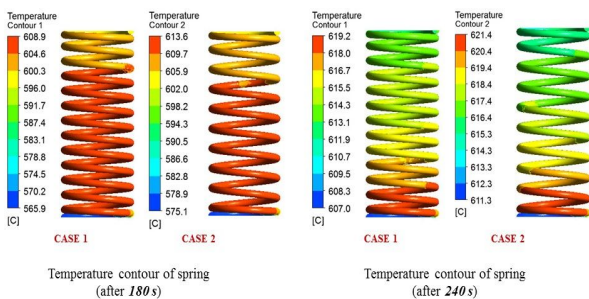 Temperature
Contour 1
608.9
604.6
600.3
596.0
591.7
587.4
583.1
578.8
574.5
570.2
565.9
[C]
CASE 1
Temperature
Contour 2
613.6
609.7
605.9
602.0
598.2
594.3
590.5
586.6
582.8
578.9
575.1
[C]
CASE 2
Temperature contour of spring
(after 180 s)
Temperature
Contour 1
619.2
618.0
616.7
615.5
614.3
613.1
611.9
610.7
609.5
608.3
607.0
[C]
CASE 1
Temperature
Contour 2
621.4
620.4
619.4
618.4
617.4
616.4
615.3
614.3
613.3
612.3
611.3
[C]
CASE 2
Temperature contour of spring
(after 240 s)